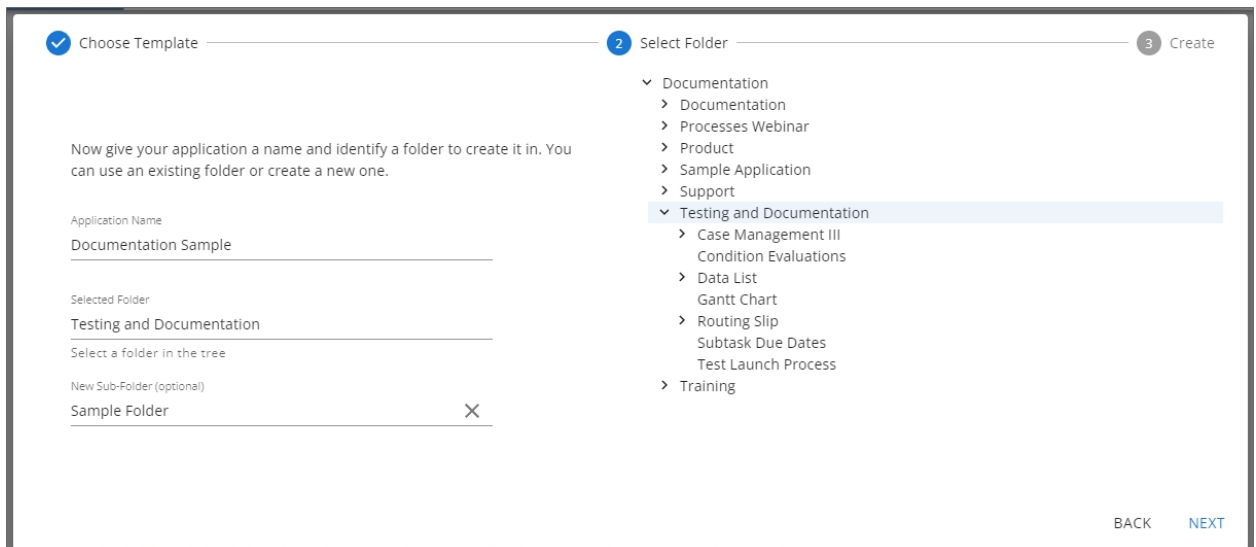 Choose Template
2 Select Folder
3 Create
Now give your application a name and identify a folder to create it in. You
can use an existing folder or create a new one.
Application Name
Documentation Sample
Selected Folder
Testing and Documentation
Select a folder in the tree
New Sub-Folder (optional)
Sample Folder
Documentation
Documentation
Processes Webinar
Product
Sample Application
Support
Testing and Documentation
Case Management III
Condition Evaluations
Data List
Gantt Chart
Routing Slip
Subtask Due Dates
Test Launch Process
Training
BACK
NEXT